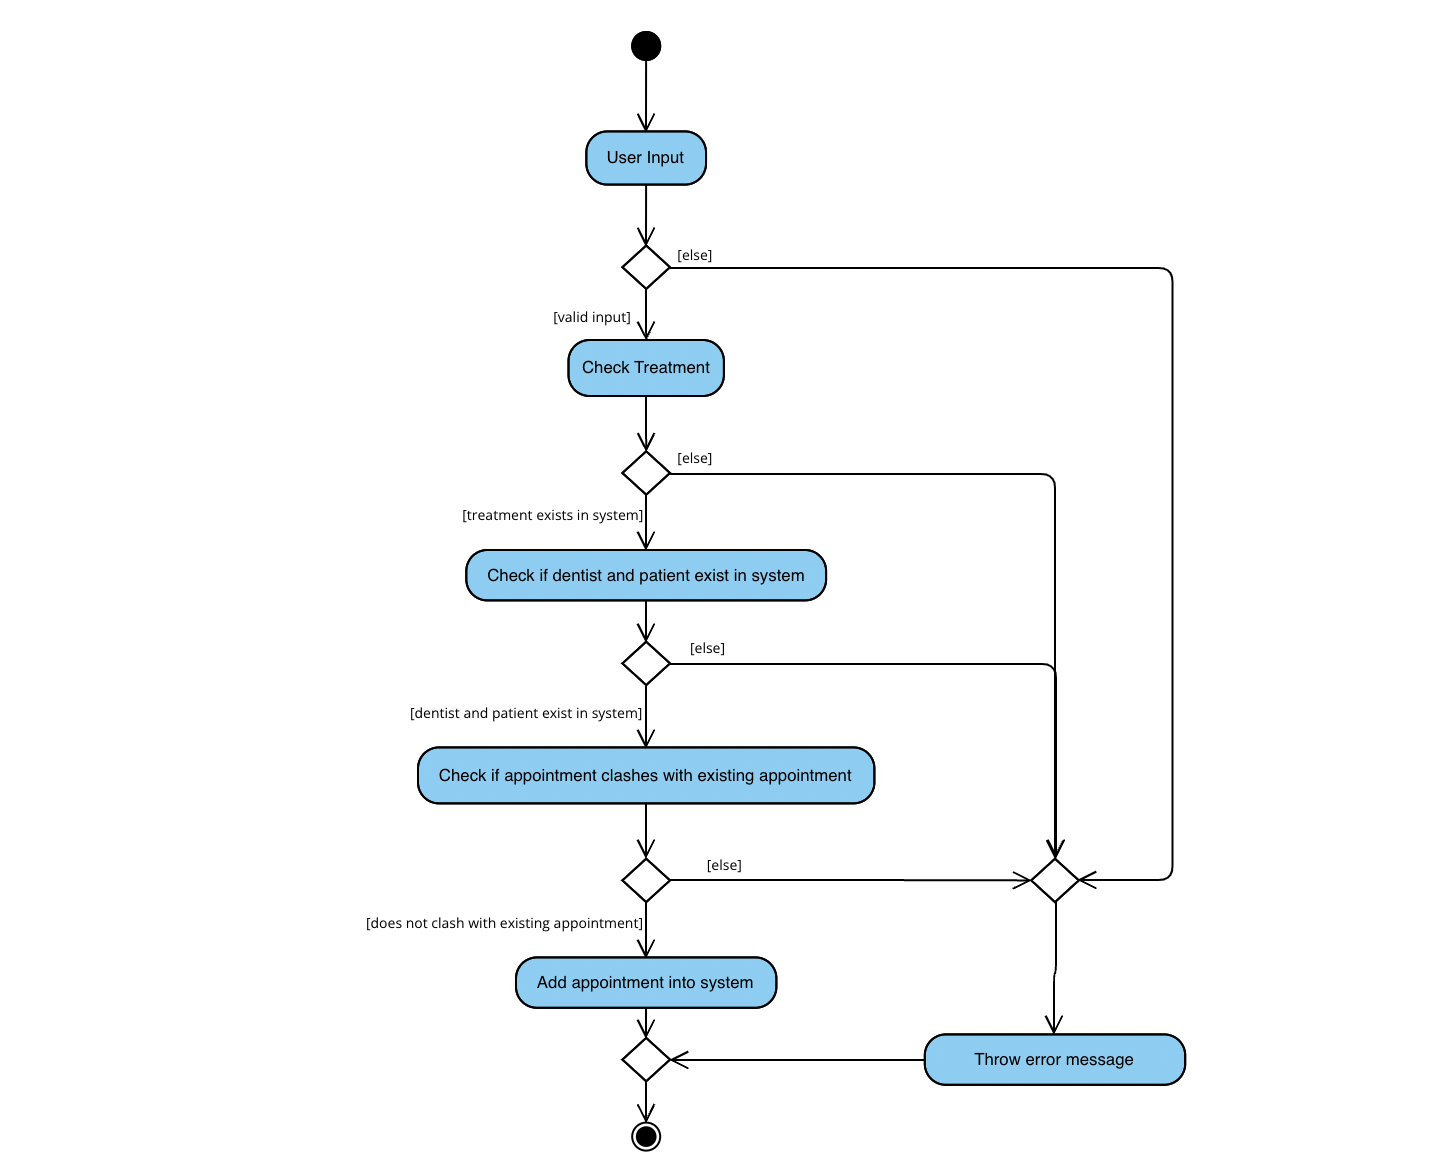 User Input
[else]
[valid input]
Check Treatment
[else]
[treatment exists in system]
Check if dentist and patient exist in system
[else]
[dentist and patient exist in system]
Check if appointment clashes with existing appointment
[else]
[does not clash with existing appointment]
Add appointment into system
Throw error message